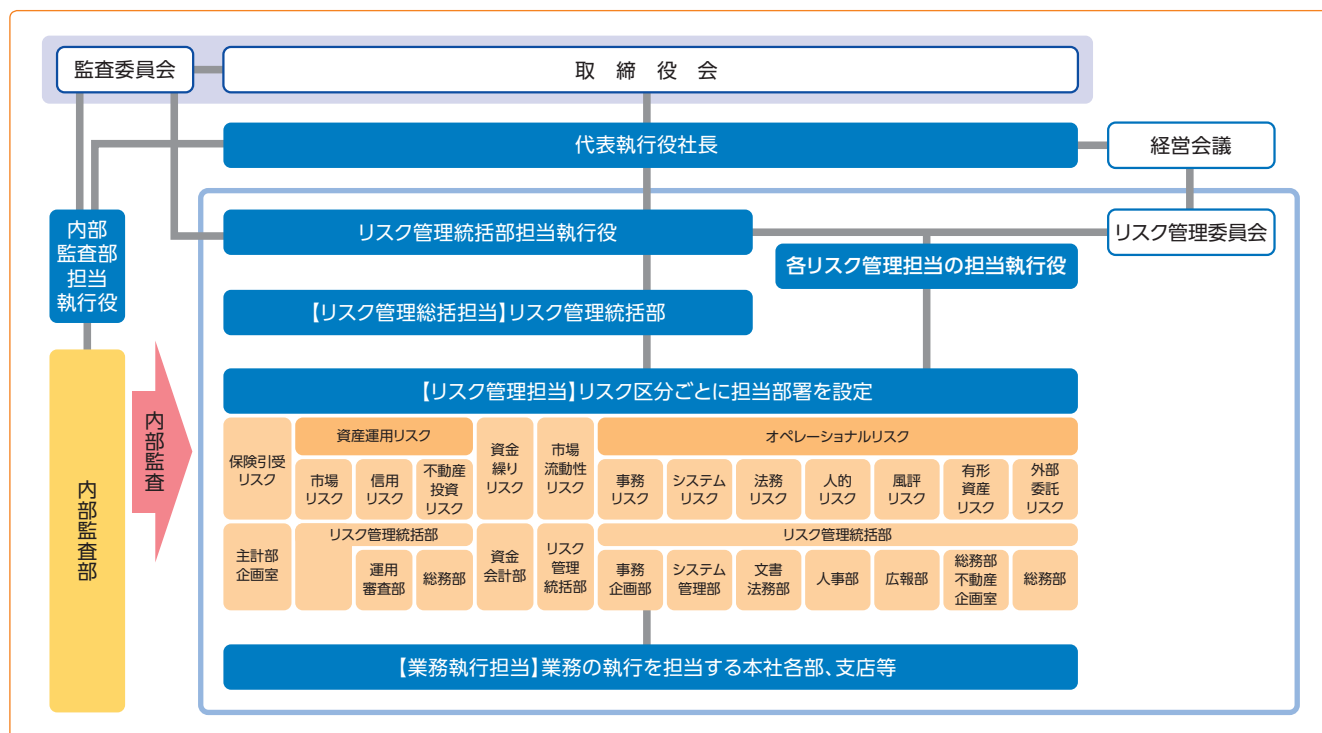 監査委員会
取締役会
代表執行役社長
経営会議
内部
監査部
担当
執行役
リスク管理統括部担当執行役
リスク管理委員会
各リスク管理担当の担当執行役
【リスク管理総括担当】リスク管理統括部
【リスク管理担当】リスク区分ごとに担当部署を設定
内部監査部
内部監査
保険引受
リスク
資産運用リスク
市場
リスク
信用
リスク
不動産
投資
リスク
資金
繰り
リスク
市場
流動性
リスク
オペレーショナルリスク
事務
リスク
システム
リスク
法務
リスク
人的
リスク
風評
リスク
有形
資産
リスク
外部
委託
リスク
主計部
企画室
リスク管理統括部
運用
審査部
総務部
資金
会計部
リスク
管理
統括部
リスク管理統括部
事務
企画部
システム
管理部
文書
法務部
人事部
広報部
総務部
不動産
企画室
総務部
【業務執行担当】業務の執行を担当する本社各部、支店等